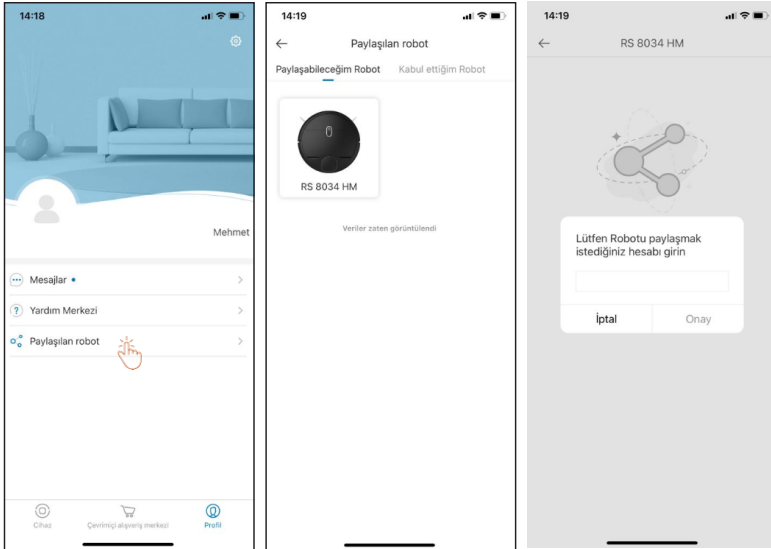 14:18
Mehmet
Mesajlar
Yardım Merkezi
Paylaşılan robot
Cihaz
Çevrimiçi alışveriş merkezi
Profil
14:19
Paylaşılan robot
Paylaşabileceğim Robot
Kabul ettiğim Robot
RS 8034 HM
Veriler zaten görüntülendi
14:19
RS 8034 HM
Lütfen Robotu paylaşmak
istediğiniz hesabı girin
İptal
Onay